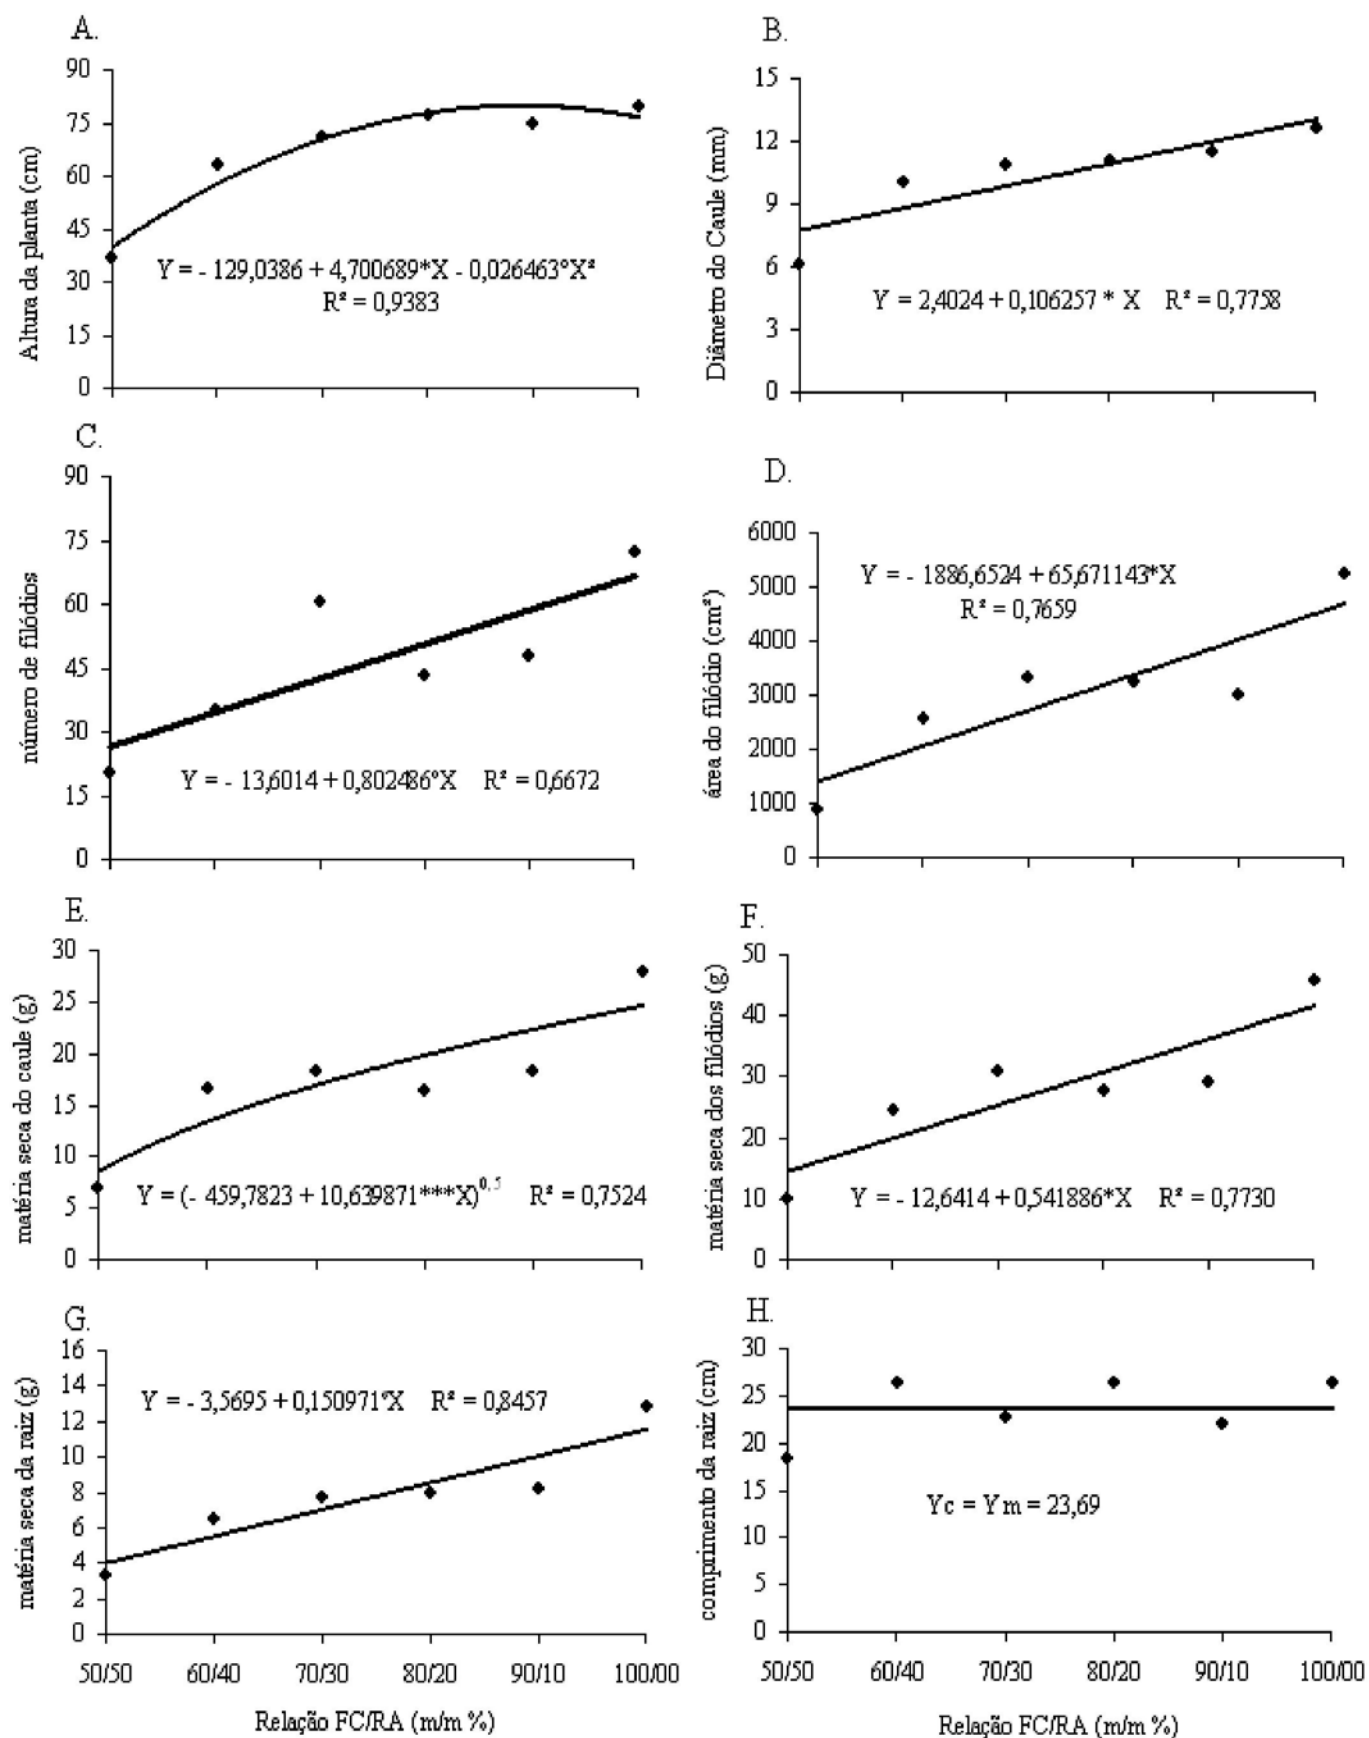 A.
Altura da planta (cm)
90
75
60
45
30
15
0
Y = - 129,0386 + 4,700689*X - 0,026463°X²
R² = 0,9383
B.
Diâmetro do Caule (mm)
15
12
9
6
3
0
Y = 2,4024 + 0,106257 * X R² = 0,7758
C.
número de filódios
90
75
60
45
30
15
0
Y = - 13,6014 + 0,802486°X R² = 0,6672
D.
área do filódio (cm²)
6000
5000
4000
3000
2000
1000
0
Y = - 1886,6524 + 65,671143*X
R² = 0,7659
E.
matéria seca do caule (g)
30
25
20
15
10
5
0
Y = (- 459,7823 + 10,639871***X)^0,5 R² = 0,7524
F.
matéria seca dos filódios (g)
50
40
30
20
10
0
Y = - 12,6414 + 0,541886*X R² = 0,7730
G.
matéria seca da raiz (g)
16
14
12
10
8
6
4
2
0
Y = - 3,5695 + 0,150971°X R² = 0,8457
50/50 60/40 70/30 80/20 90/10 100/00
Relação FC/RA (m/m %)
H.
comprimento da raiz (cm)
30
25
20
15
10
5
0
Yc = Ym = 23,69
50/50 60/40 70/30 80/20 90/10 100/00
Relação FC/RA (m/m %)